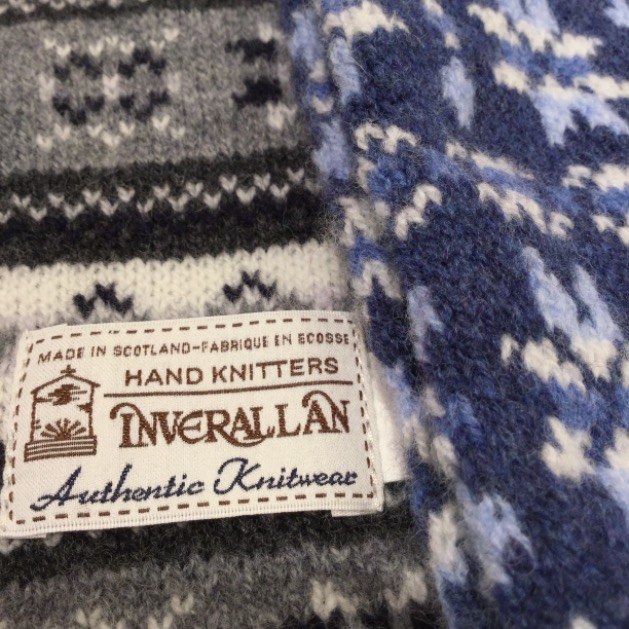 MADE IN SCOTLAND-FABRIQUE EN ECOSSE
HAND KNITTERS
INVERALLAN
Authentic Knitwear